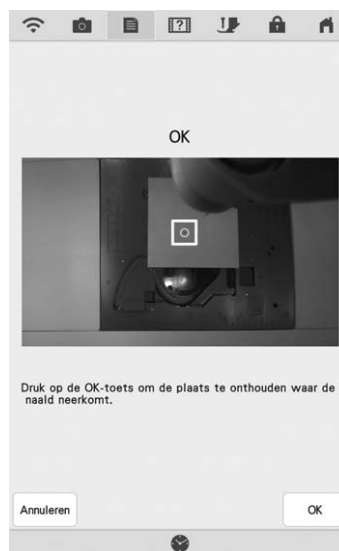 OK
Druk op de OK-toets om de plaats te onthouden waar de
naald neerkomt.
Annuleren
OK